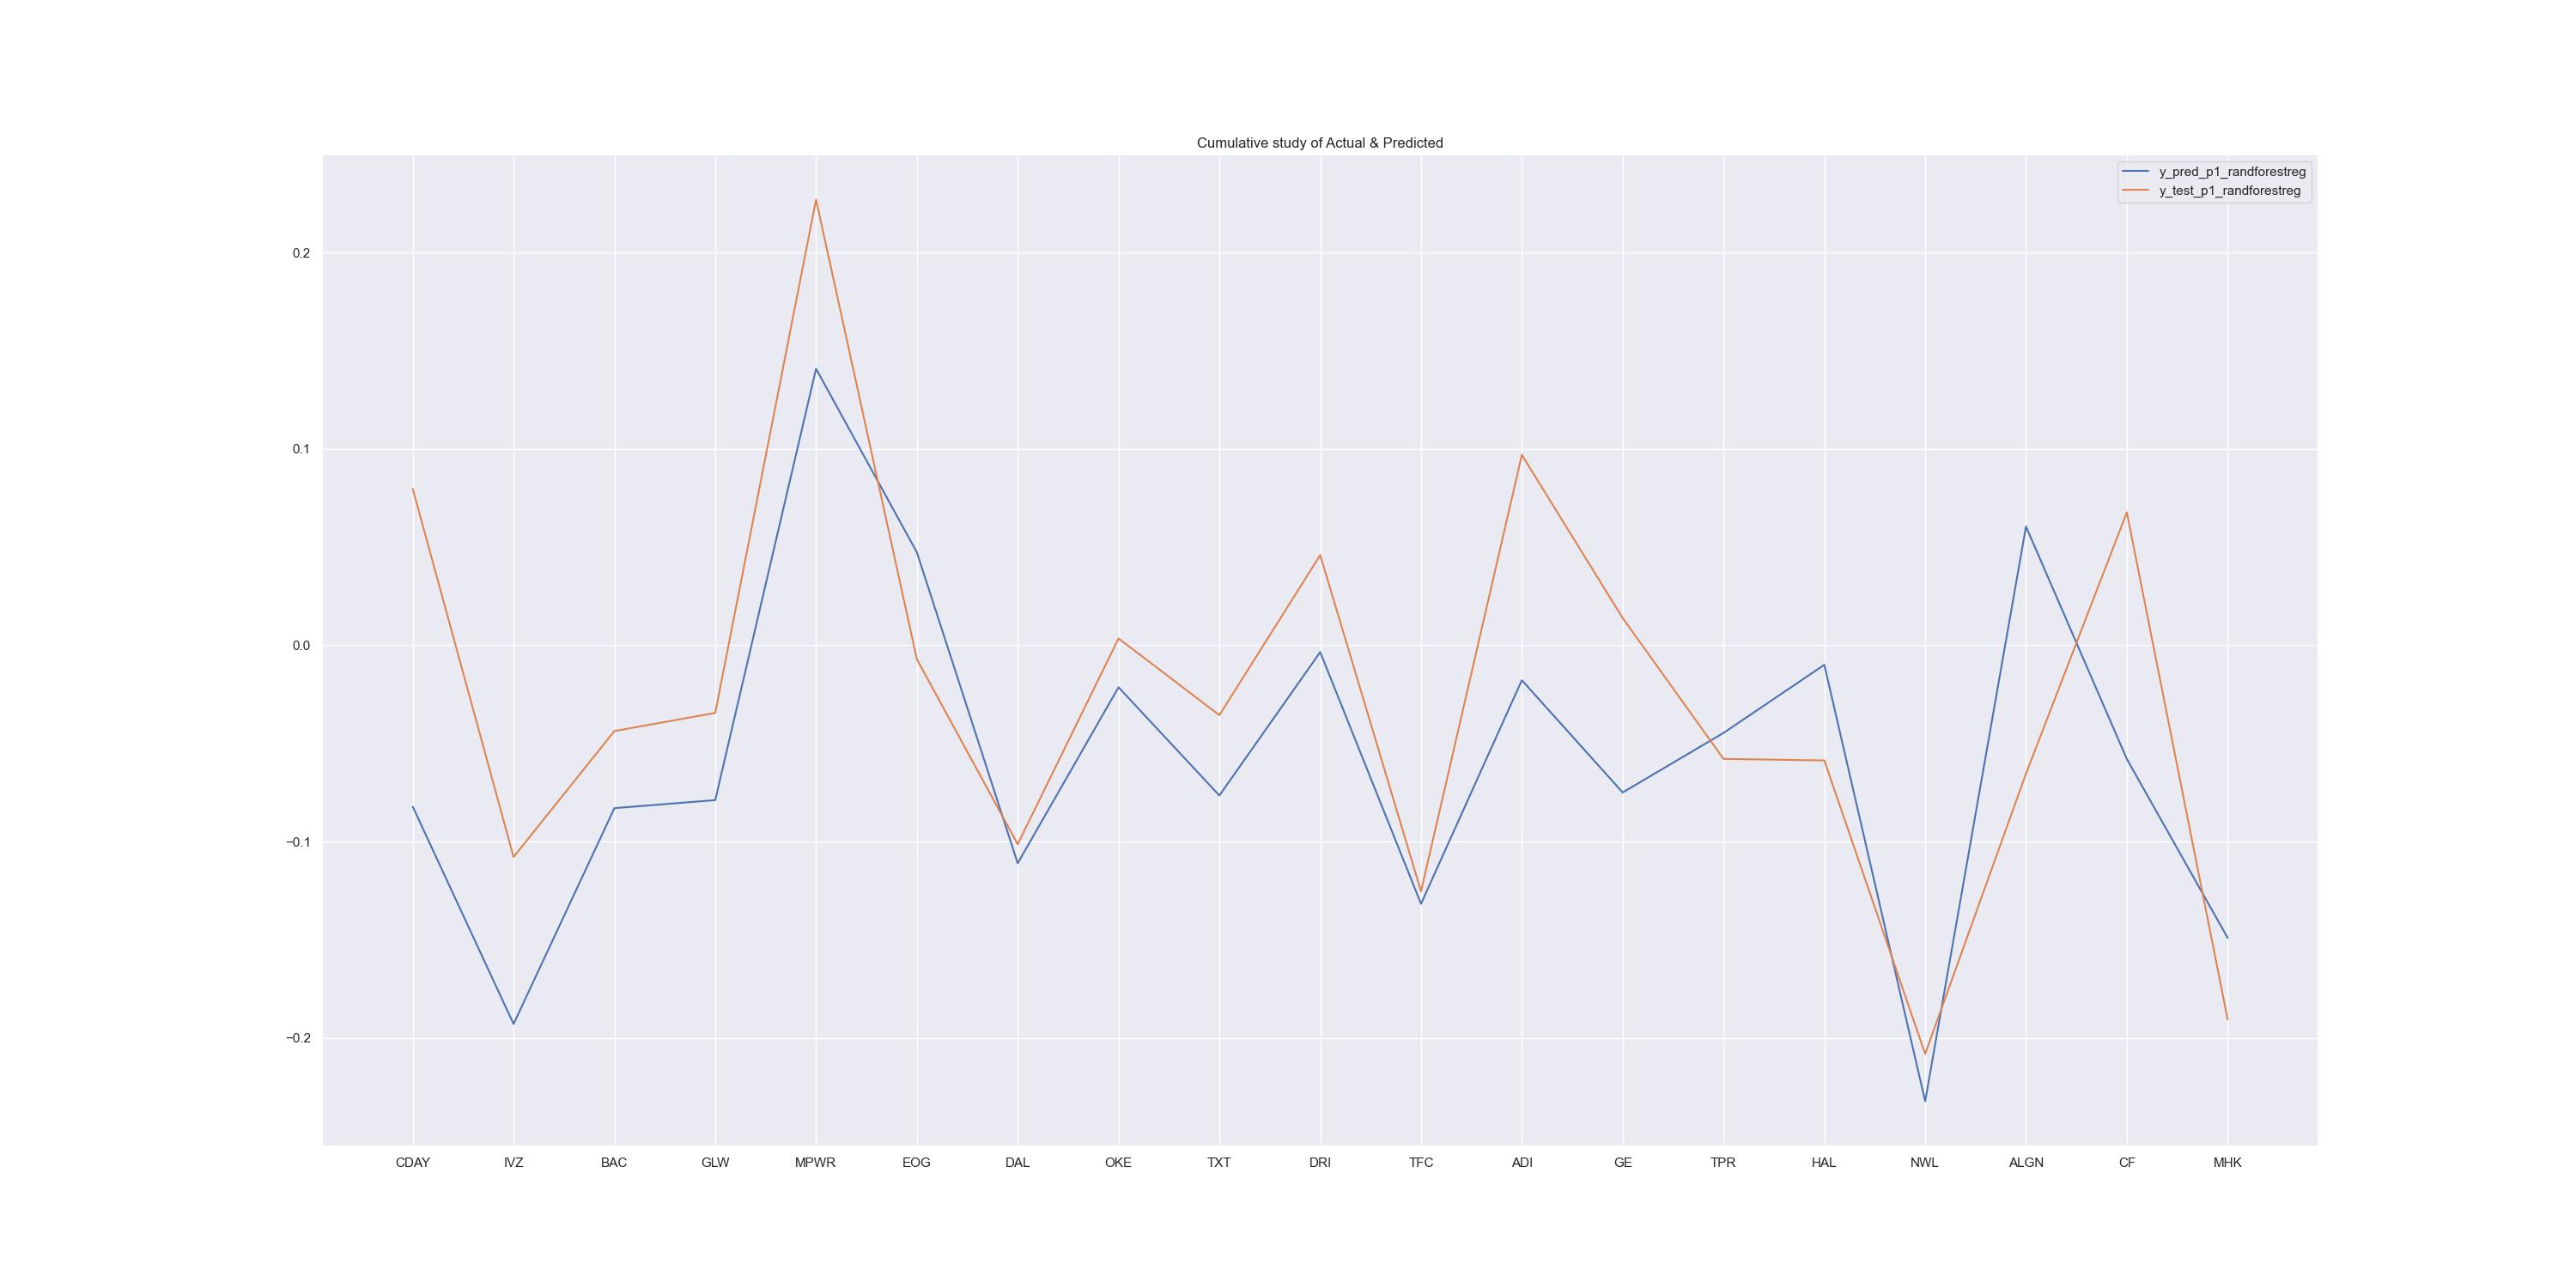 Cumulative study of Actual & Predicted
y_pred_p1_randforestreg
y_test_p1_randforestreg
0.2
0.1
0.0
−0.1
−0.2
CDAY IVZ BAC GLW MPWR EOG DAL OKE TXT DRI TFC ADI GE TPR HAL NWL ALGN CF MHK